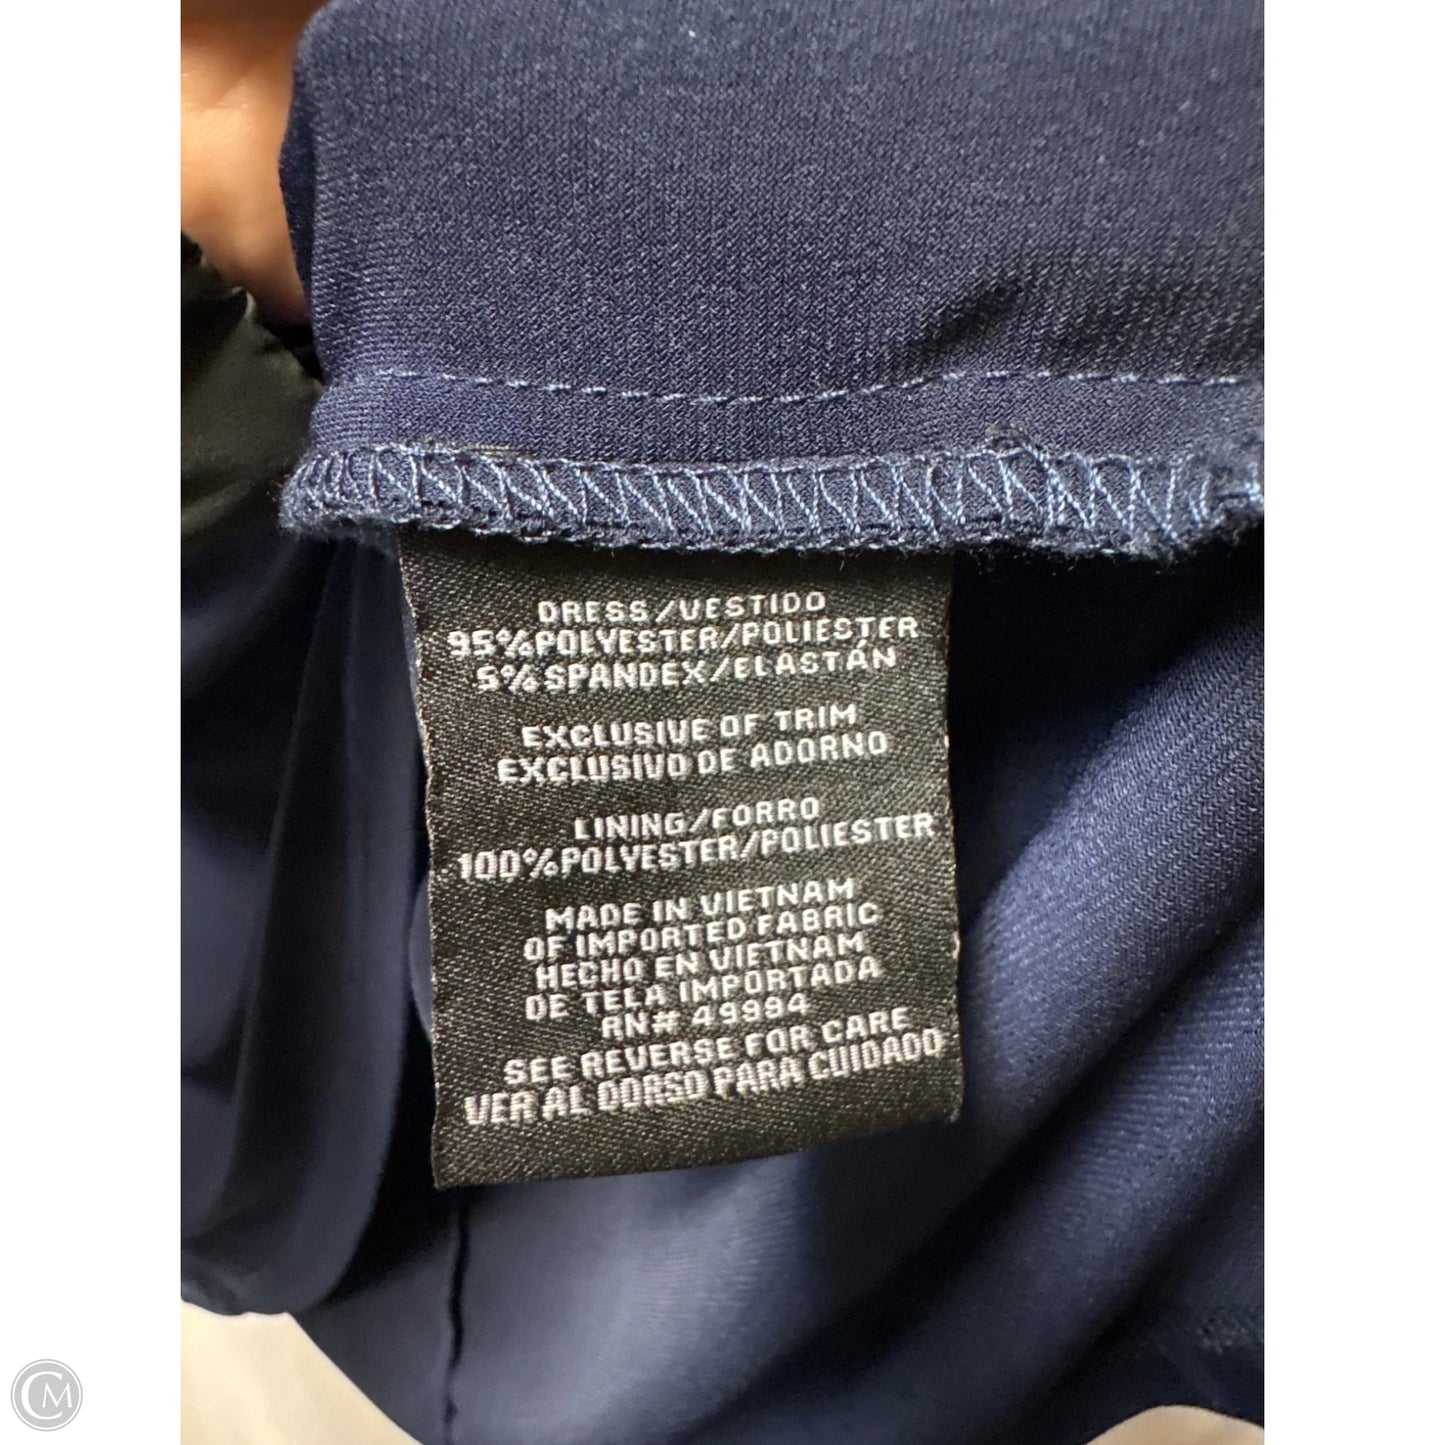 DRESS/VESTIDO
95%POLYESTER/POLIESTER
5%SPANDEX/ELASTÁN
EXCLUSIVE OF TRIM
EXCLUSIVO DE ADORNO
LINING/FORRO
100%POLYESTER/POLIESTER
MADE IN VIETNAM
OF IMPORTED FABRIC
HECHO EN VIETNAM
DE TELA IMPORTADA
RN# 49994
SEE REVERSE FOR CARE
VER AL DORSO PARA CUIDADO
CM